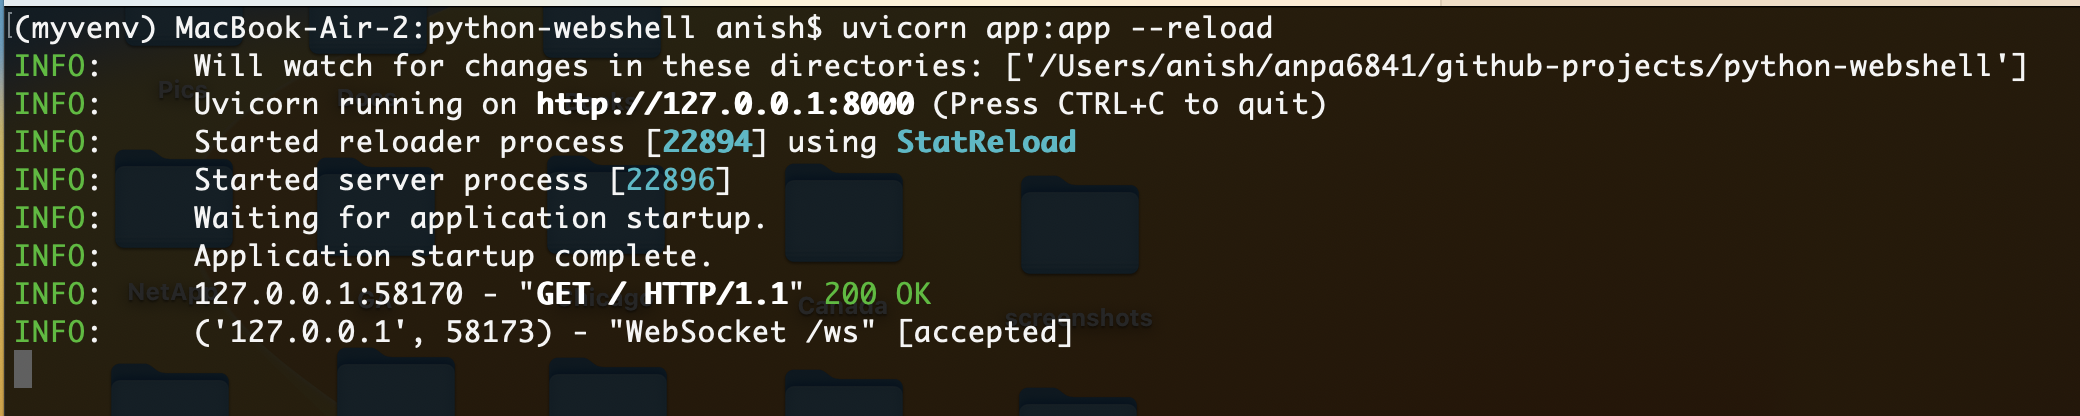 (myvenv) MacBook-Air-2:python-webshell anish$ uvicorn app:app --reload
INFO:     Will watch for changes in these directories: ['/Users/anish/anpa6841/github-projects/python-webshell']
INFO:     Uvicorn running on http://127.0.0.1:8000 (Press CTRL+C to quit)
INFO:     Started reloader process [22894] using StatReload
INFO:     Started server process [22896]
INFO:     Waiting for application startup.
INFO:     Application startup complete.
INFO:     127.0.0.1:58170 - "GET / HTTP/1.1" 200 OK
INFO:     ('127.0.0.1', 58173) - "WebSocket /ws" [accepted]
Pics
Canada
screenshots